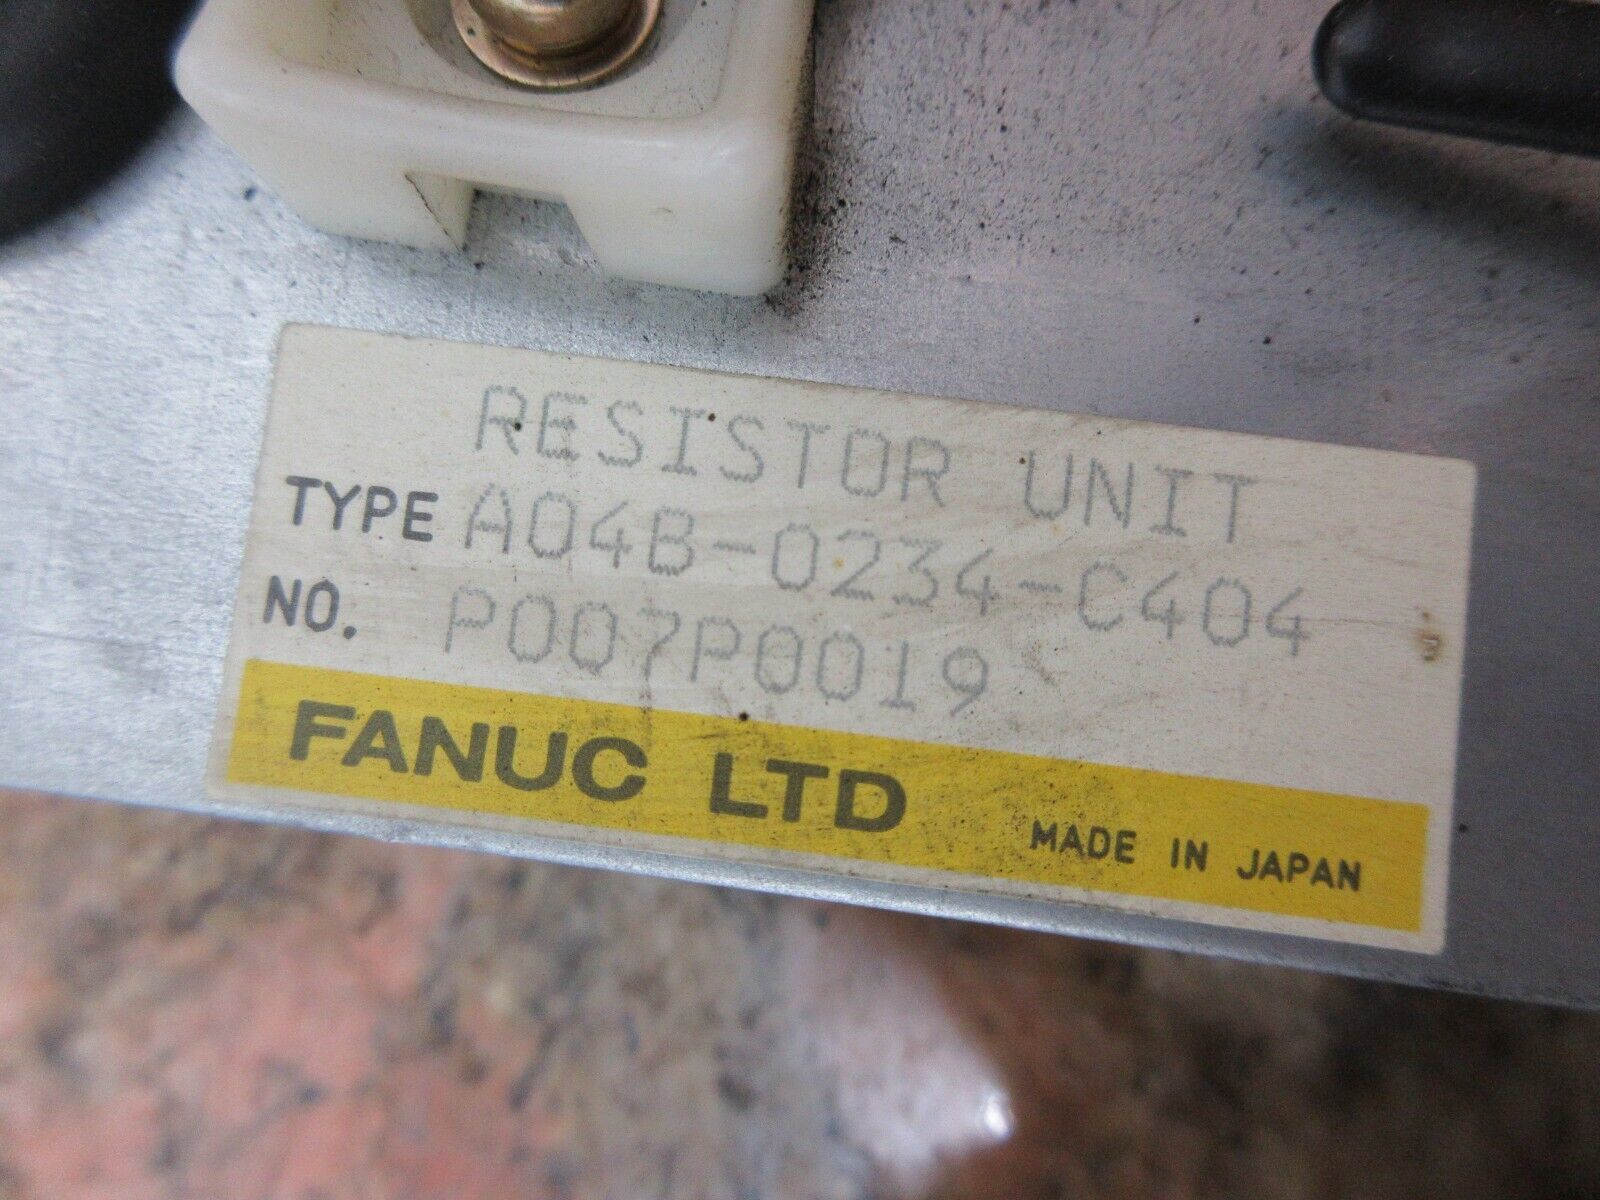 RESISTOR UNIT
TYPE A04B-0234-C404
NO. P007P0019
FANUC LTD MADE IN JAPAN